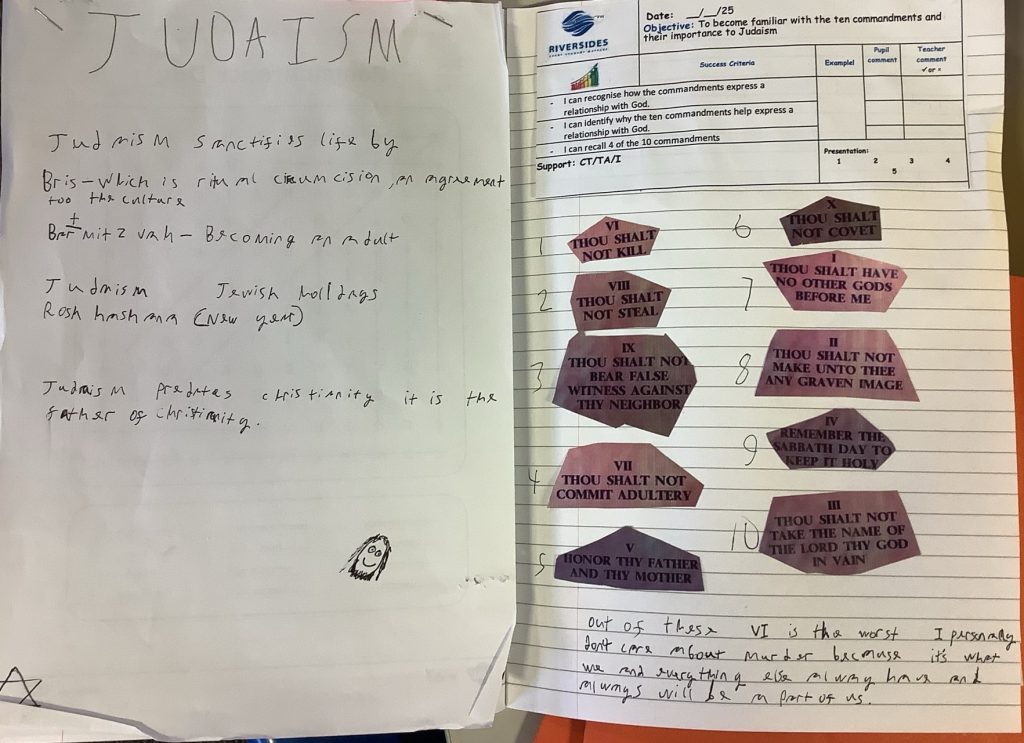 JUDAISM
Judaism sanctifies life by
Bris - which is ritual circumcision, an agreement
too the culture
Bar mitzvah - Becoming an adult
Judaism Jewish holidays
Rosh hashana (New year)
Judaism predates christianity it is the
father of christianity.
RIVERSIDES
Date: __/__/25
Objective: To become familiar with the ten commandments and
their importance to Judaism
Success Criteria
Example!
Pupil
comment
Teacher
comment
✓ or ×
- I can recognise how the commandments express a
relationship with God.
- I can identify why the ten commandments help express a
relationship with God.
- I can recall 4 of the 10 commandments
Support: CT/TA/I
Presentation:
1 2 3 4
5
1
VI
THOU SHALT
NOT KILL
2
VIII
THOU SHALT
NOT STEAL
3
IX
THOU SHALT NOT
BEAR FALSE
WITNESS AGAINST
THY NEIGHBOR
4
VII
THOU SHALT NOT
COMMIT ADULTERY
5
V
HONOR THY FATHER
AND THY MOTHER
6
X
THOU SHALT
NOT COVET
7
I
THOU SHALT HAVE
NO OTHER GODS
BEFORE ME
8
II
THOU SHALT NOT
MAKE UNTO THEE
ANY GRAVEN IMAGE
9
IV
REMEMBER THE
SABBATH DAY TO
KEEP IT HOLY
10
III
THOU SHALT NOT
TAKE THE NAME OF
THE LORD THY GOD
IN VAIN
out of these VI is the worst I personally
don't care about murder because it's what
we and everything else alway have and
always will be a part of us.